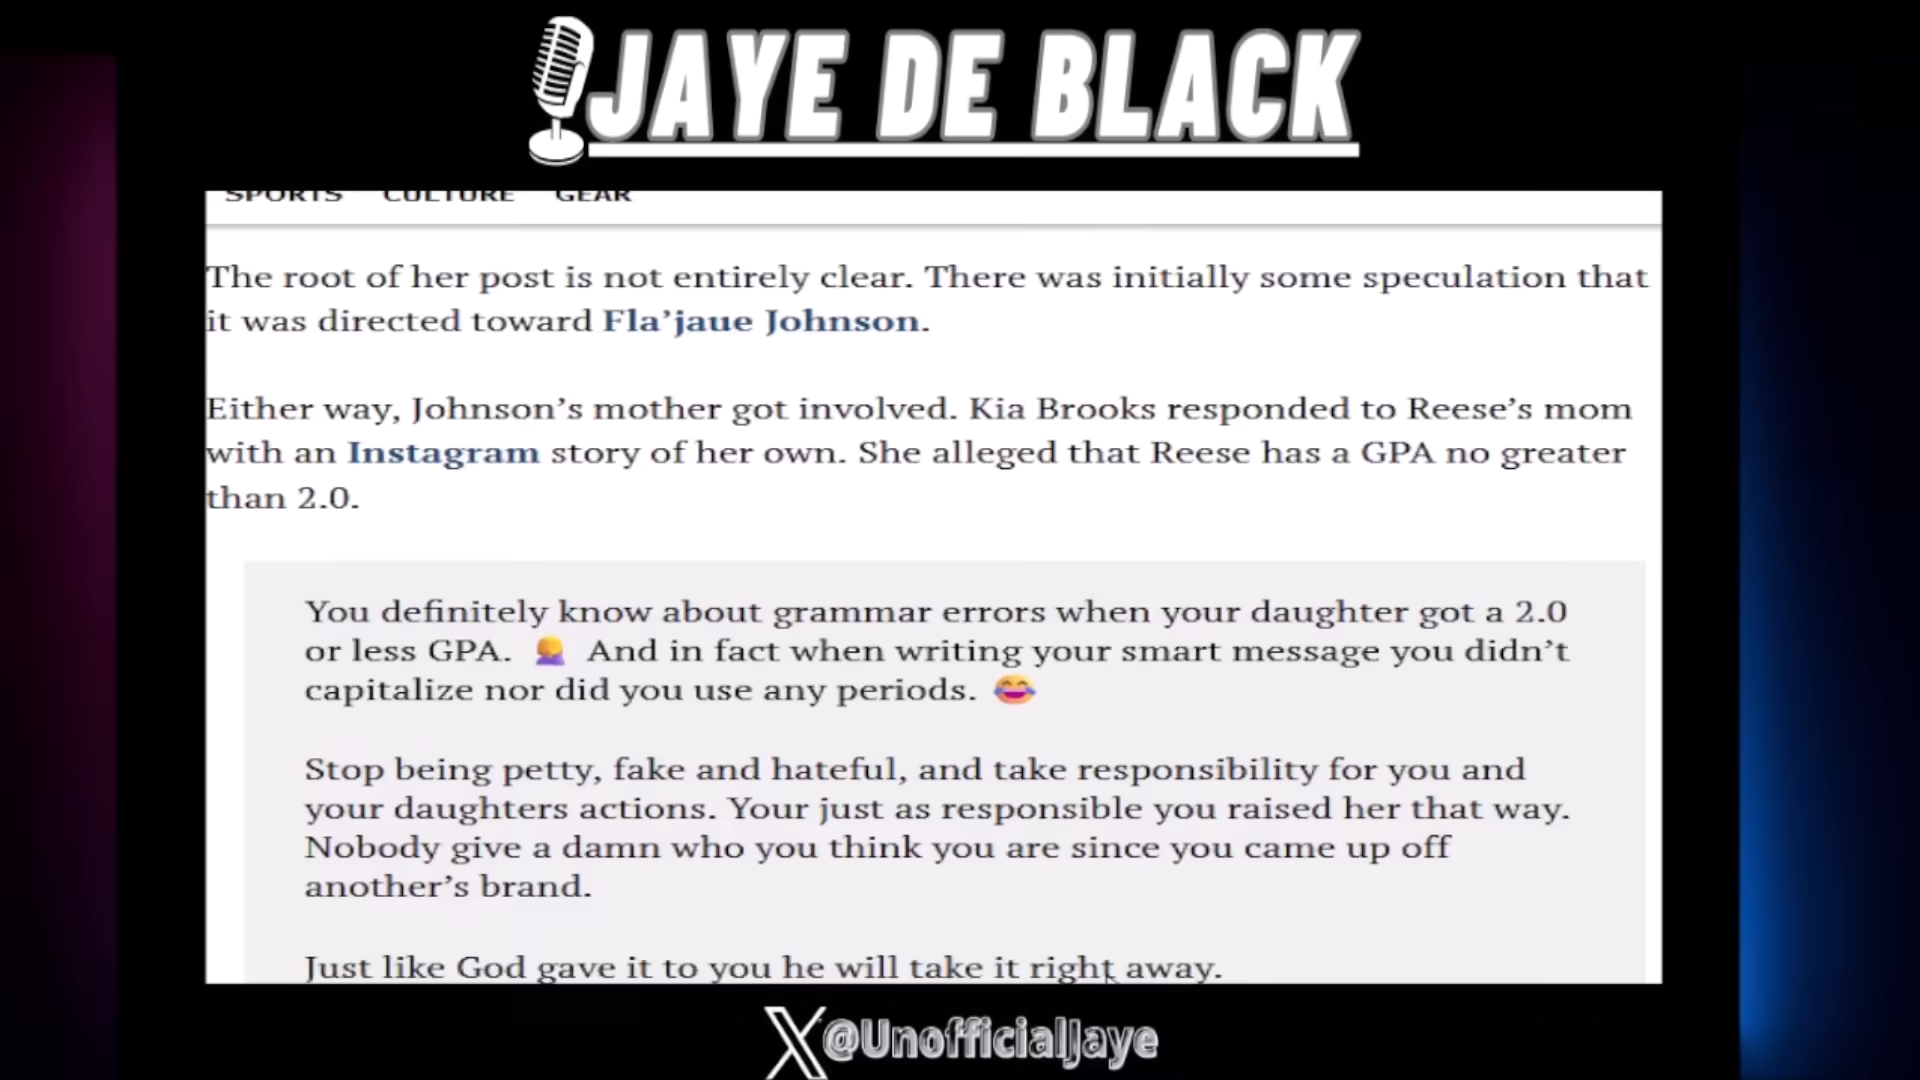 JAYE DE BLACK
SPORTS CULTURE GEAR
The root of her post is not entirely clear. There was initially some speculation that
it was directed toward Fla’jaue Johnson.
Either way, Johnson’s mother got involved. Kia Brooks responded to Reese’s mom
with an Instagram story of her own. She alleged that Reese has a GPA no greater
than 2.0.
You definitely know about grammar errors when your daughter got a 2.0
or less GPA. 🤦 And in fact when writing your smart message you didn’t
capitalize nor did you use any periods. 😂
Stop being petty, fake and hateful, and take responsibility for you and
your daughters actions. Your just as responsible you raised her that way.
Nobody give a damn who you think you are since you came up off
another’s brand.
Just like God gave it to you he will take it right away.
X@UnofficialJaye